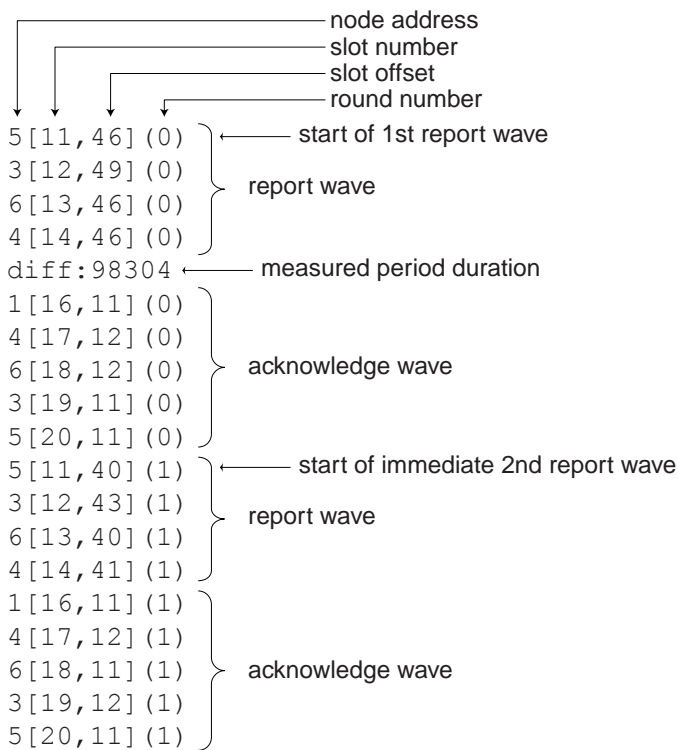 node address
slot number
slot offset
round number
5[11,46](0) start of 1st report wave
3[12,49](0)
report wave
6[13,46](0)
4[14,46](0)
diff:98304 measured period duration
1[16,11](0)
4[17,12](0)
6[18,12](0) acknowledge wave
3[19,11](0)
5[20,11](0)
5[11,40](1) start of immediate 2nd report wave
3[12,43](1)
report wave
6[13,40](1)
4[14,41](1)
1[16,11](1)
4[17,12](1)
6[18,11](1) acknowledge wave
3[19,12](1)
5[20,11](1)